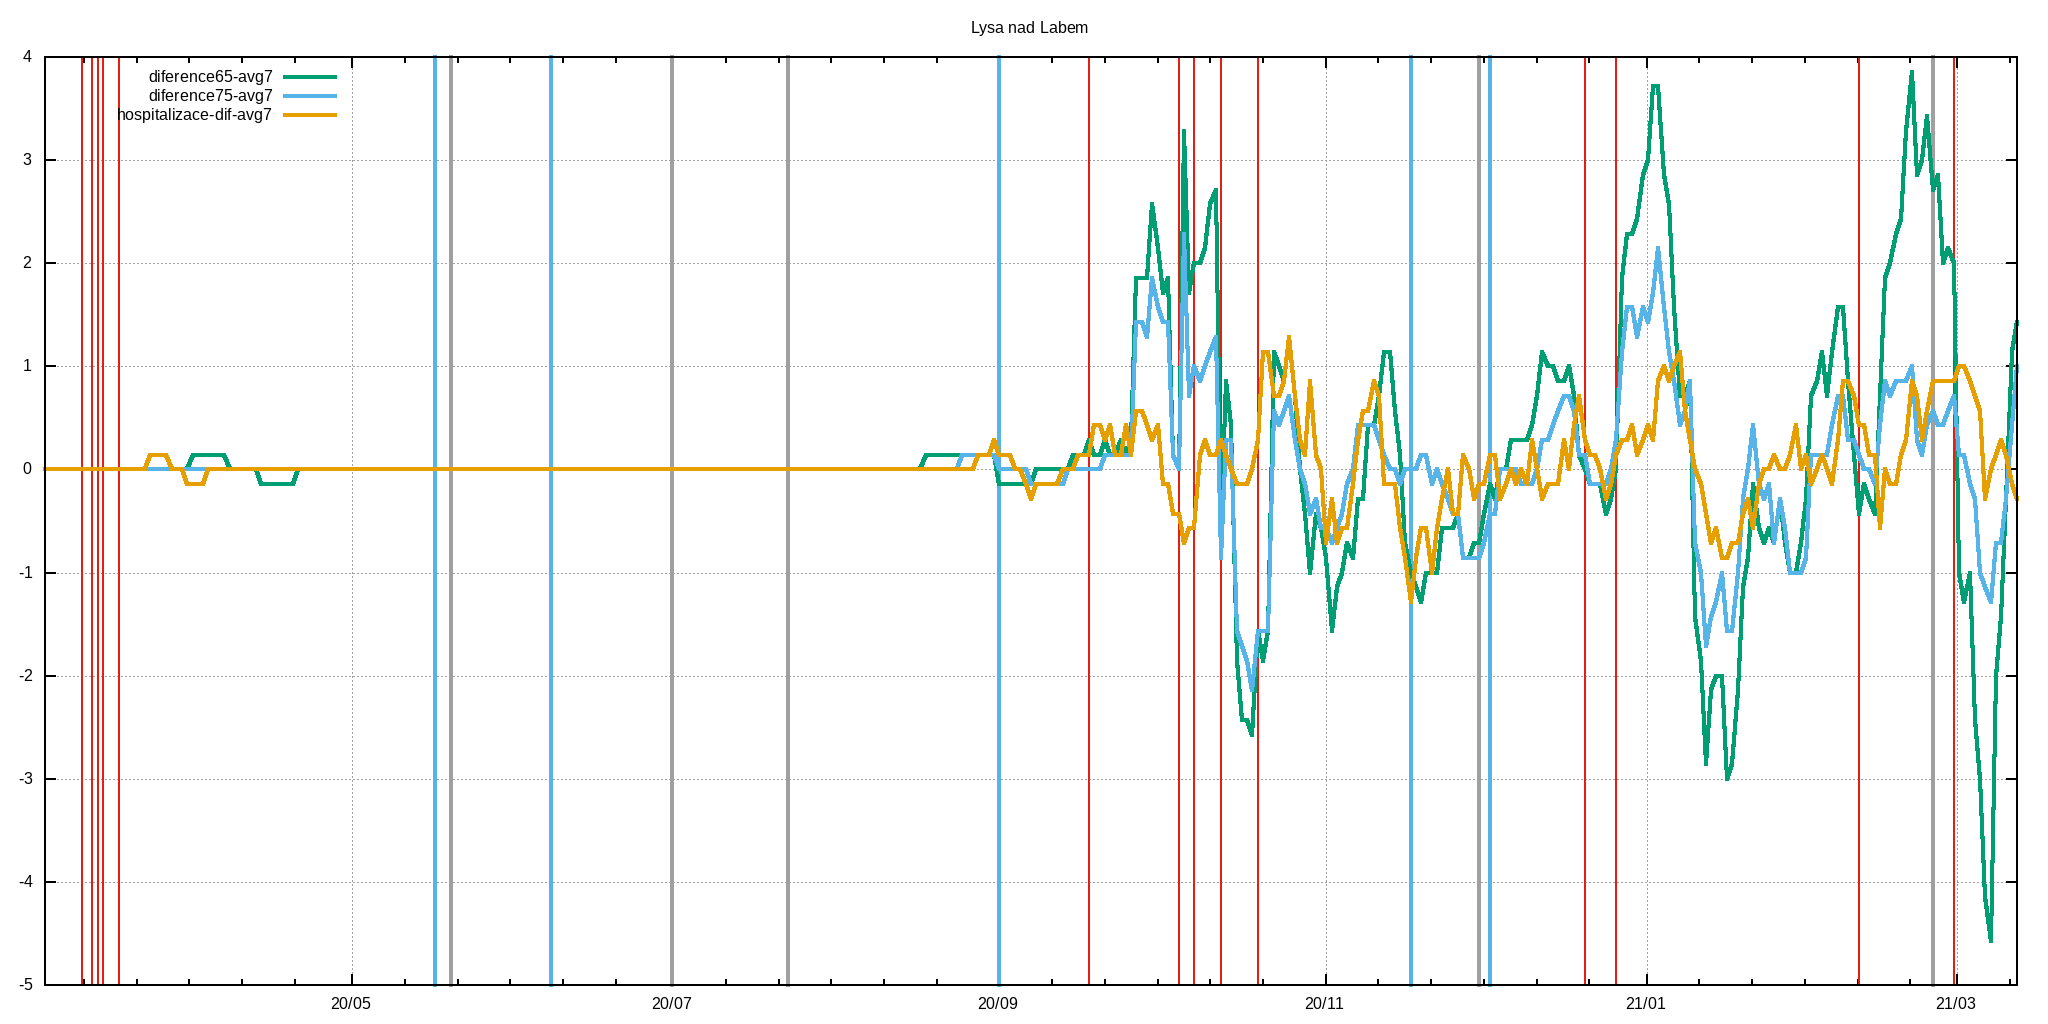 Lysa nad Labem
4
3
2
1
0
-1
-2
-3
-4
-5
diference65-avg7
diference75-avg7
hospitalizace-dif-avg7
20/05 20/07 20/09 20/11 21/01 21/03